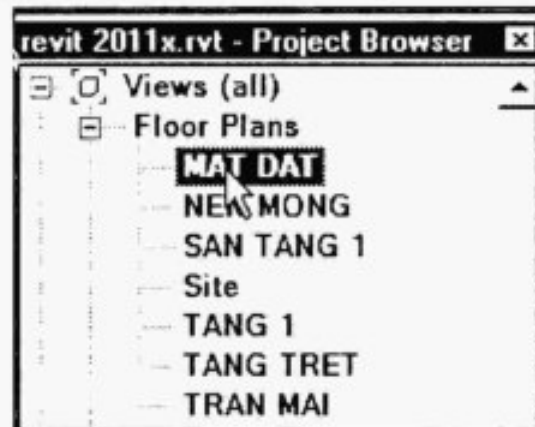 revit 2011x.rvt - Project Browser
Views (all)
Floor Plans
MAT DAT
MONG
SAN TANG 1
Site
TANG 1
TANG TRET
TRAN MAI